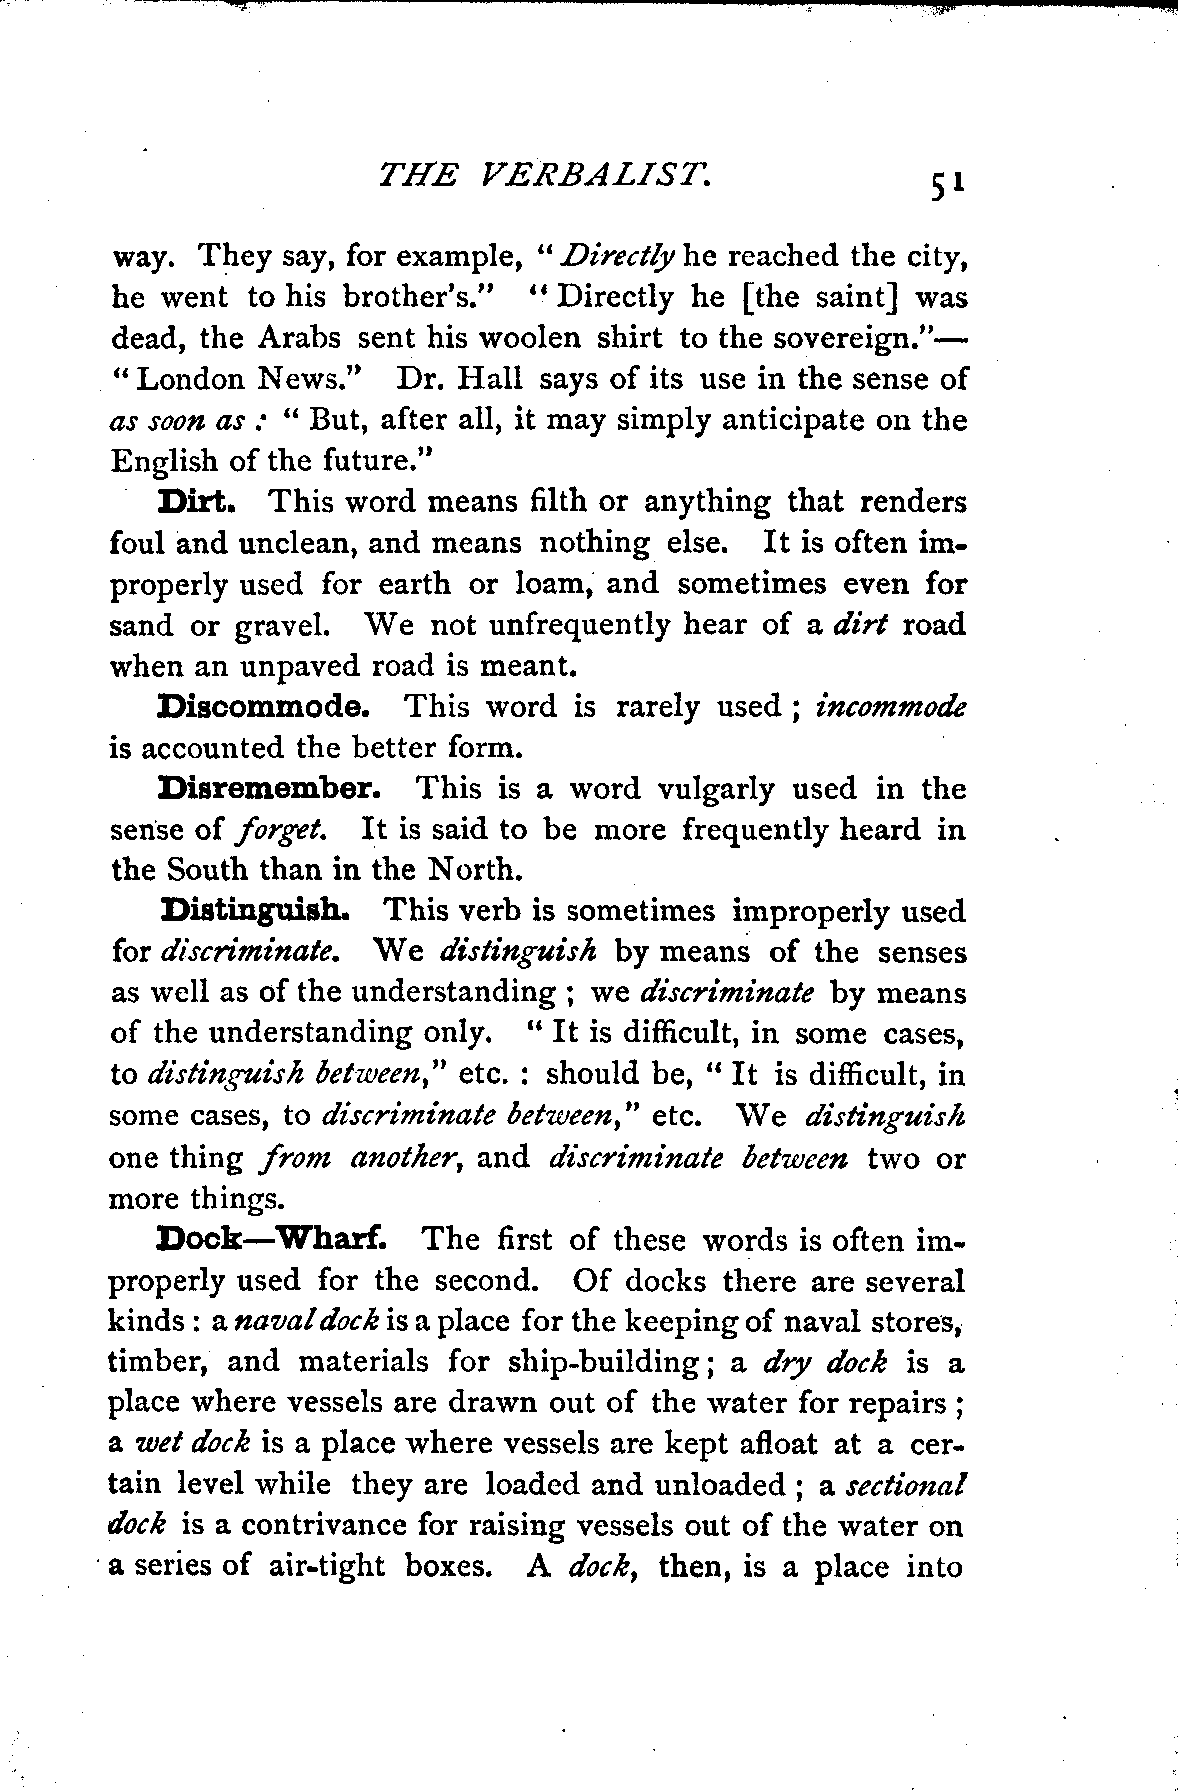 THE VERBALIST. 51
way. They say, for example, "Directly he reached the city,
he went to his brother's." "Directly he [the saint] was
dead, the Arabs sent his woolen shirt to the sovereign."—
"London News." Dr. Hall says of its use in the sense of
as soon as: "But, after all, it may simply anticipate on the
English of the future."
Dirt. This word means filth or anything that renders
foul and unclean, and means nothing else. It is often im-
properly used for earth or loam, and sometimes even for
sand or gravel. We not unfrequently hear of a dirt road
when an unpaved road is meant.
Discommode. This word is rarely used; incommode
is accounted the better form.
Disremember. This is a word vulgarly used in the
sense of forget. It is said to be more frequently heard in
the South than in the North.
Distinguish. This verb is sometimes improperly used
for discriminate. We distinguish by means of the senses
as well as of the understanding; we discriminate by means
of the understanding only. "It is difficult, in some cases,
to distinguish between," etc.: should be, "It is difficult, in
some cases, to discriminate between," etc. We distinguish
one thing from another, and discriminate between two or
more things.
Dock—Wharf. The first of these words is often im-
properly used for the second. Of docks there are several
kinds: a naval dock is a place for the keeping of naval stores,
timber, and materials for ship-building; a dry dock is a
place where vessels are drawn out of the water for repairs;
a wet dock is a place where vessels are kept afloat at a cer-
tain level while they are loaded and unloaded; a sectional
dock is a contrivance for raising vessels out of the water on
a series of air-tight boxes. A dock, then, is a place into